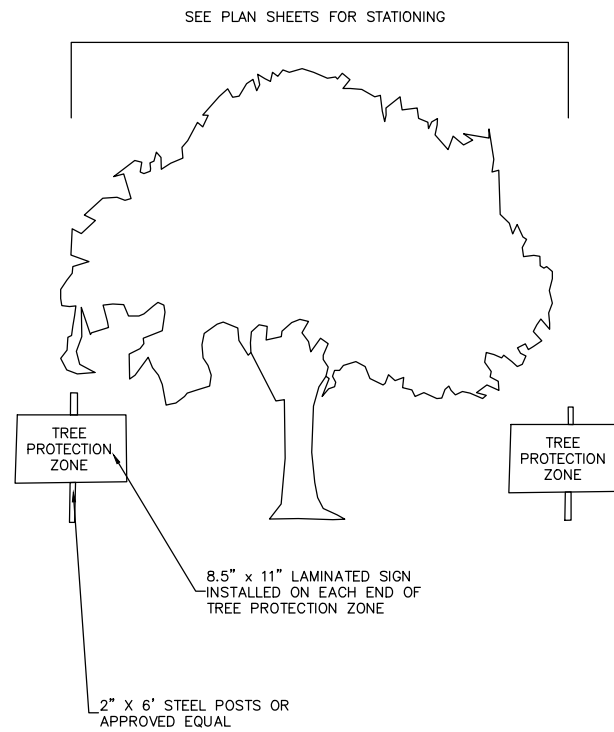 SEE PLAN SHEETS FOR STATIONING
TREE
PROTECTION
ZONE
TREE
PROTECTION
ZONE
8.5" x 11" LAMINATED SIGN
INSTALLED ON EACH END OF
TREE PROTECTION ZONE
2" X 6' STEEL POSTS OR
APPROVED EQUAL